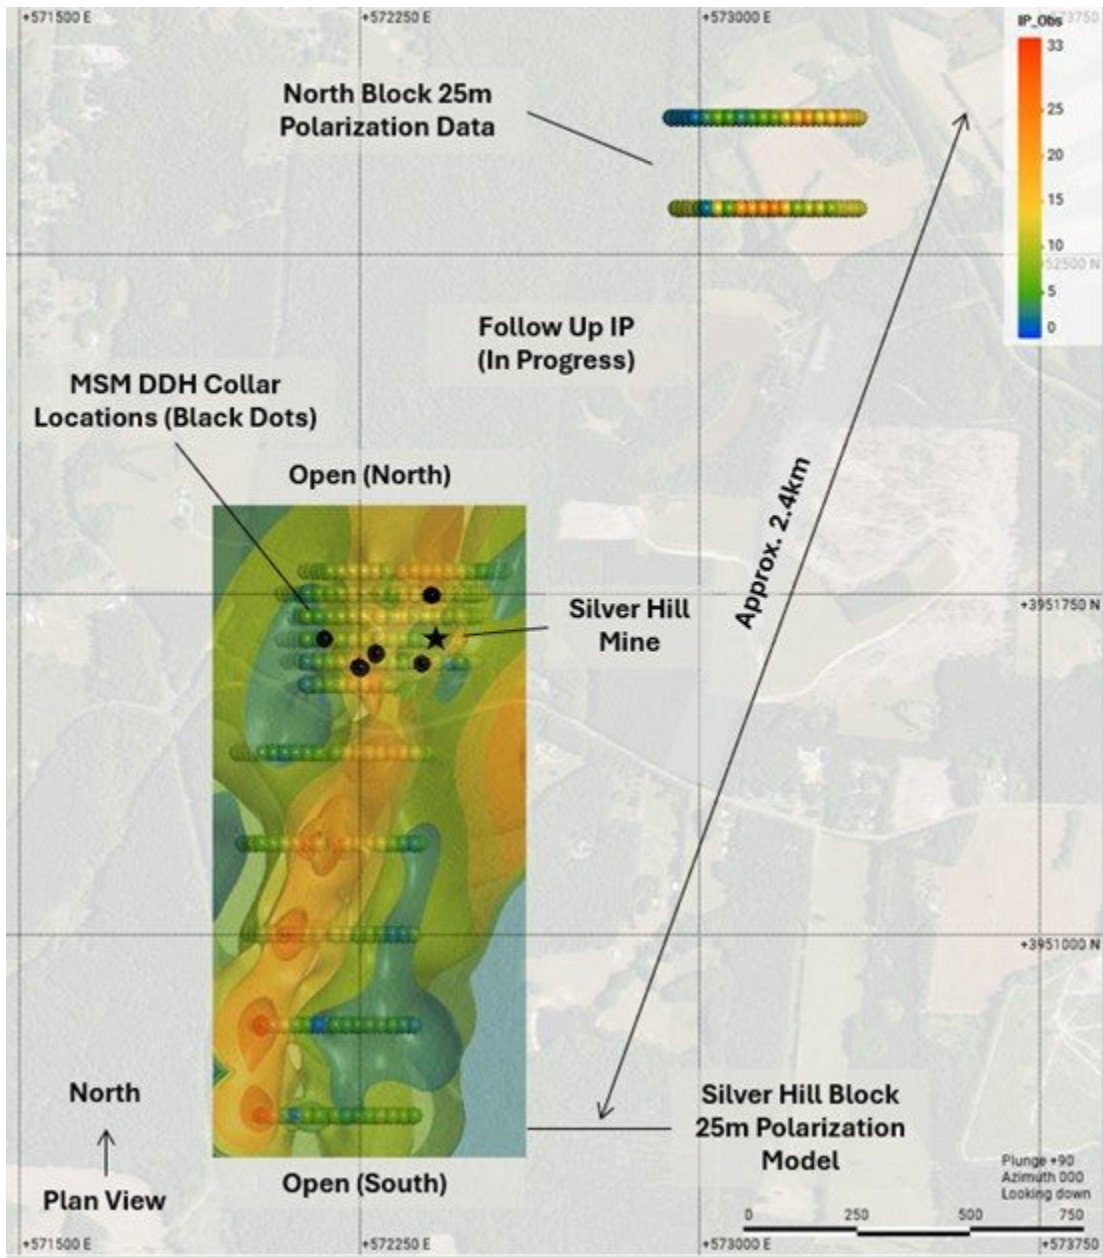 +571500 E
+572250 E
+573000 E
+573750
IP_Obs
33
25
20
15
10
5
0
North Block 25m
Polarization Data
+3952500 N
Follow Up IP
(In Progress)
MSM DDH Collar
Locations (Black Dots)
Open (North)
Approx. 2.4km
Silver Hill
Mine
+3951750 N
+3951000 N
North
Plan View
Silver Hill Block
25m Polarization
Model
Open (South)
Plunge +90
Azimuth 000
Looking down
0
250
500
750
+571500 E
+572250 E
+573000 E
+573750